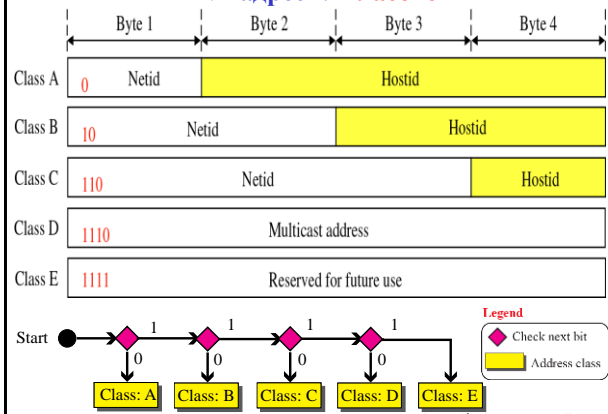 Byte 1 Byte 2 Byte 3 Byte 4
Class A 0 Netid Hostid
Class B 10 Netid Hostid
Class C 110 Netid Hostid
Class D 1110 Multicast address
Class E 1111 Reserved for future use
Legend
Start 1 1 1 1 Check next bit
0 0 0 0 Address class
Class: A Class: B Class: C Class: D Class: E